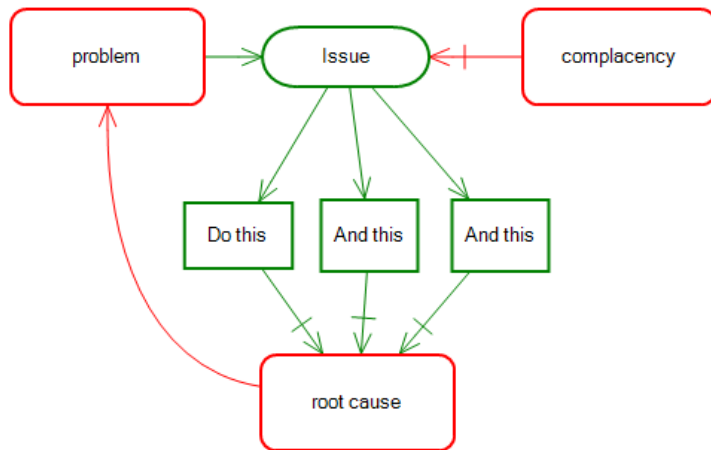 problem
Issue
complacency
Do this
And this
And this
root cause